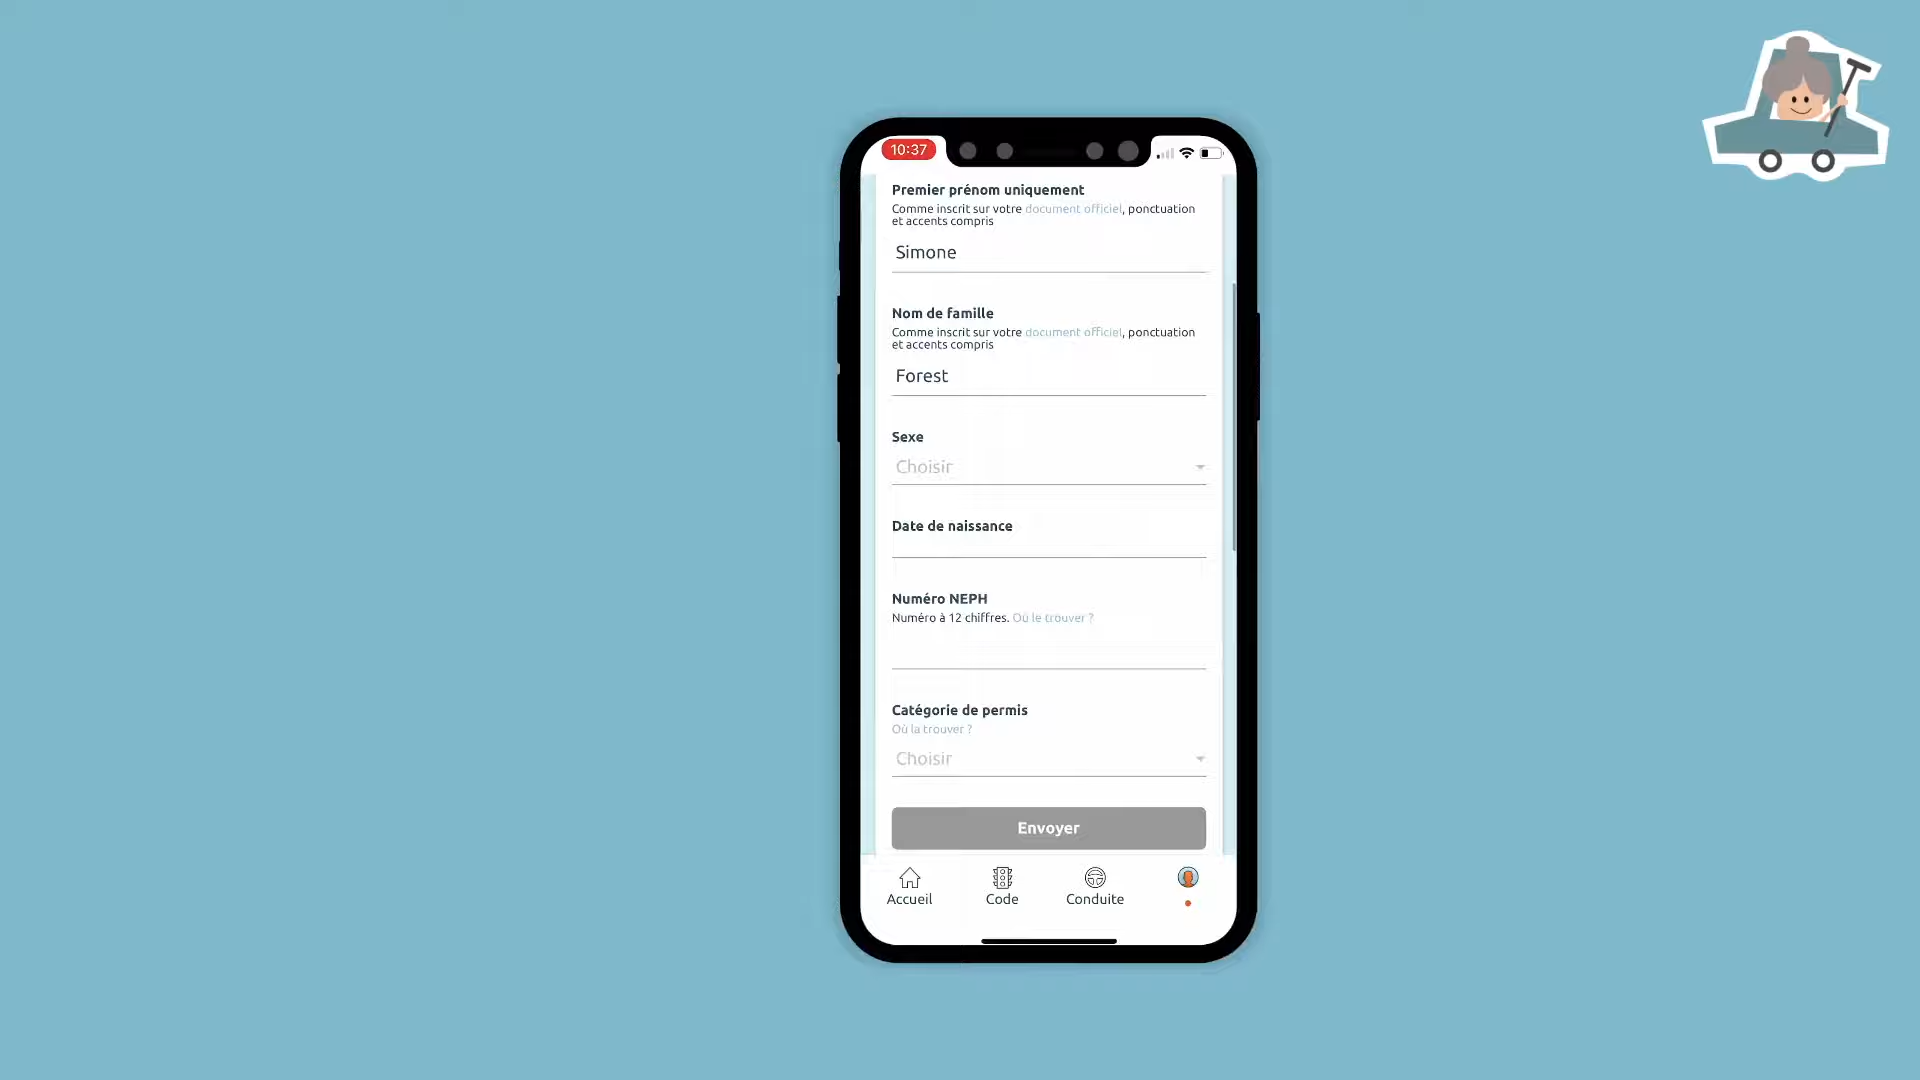 10:37
Premier prénom uniquement
Comme inscrit sur votre document officiel, ponctuation
et accents compris
Simone
Nom de famille
Comme inscrit sur votre document officiel, ponctuation
et accents compris
Forest
Sexe
Choisir
Date de naissance
Numéro NEPH
Numéro à 12 chiffres. Où le trouver ?
Catégorie de permis
Où la trouver ?
Choisir
Envoyer
Accueil
Code
Conduite